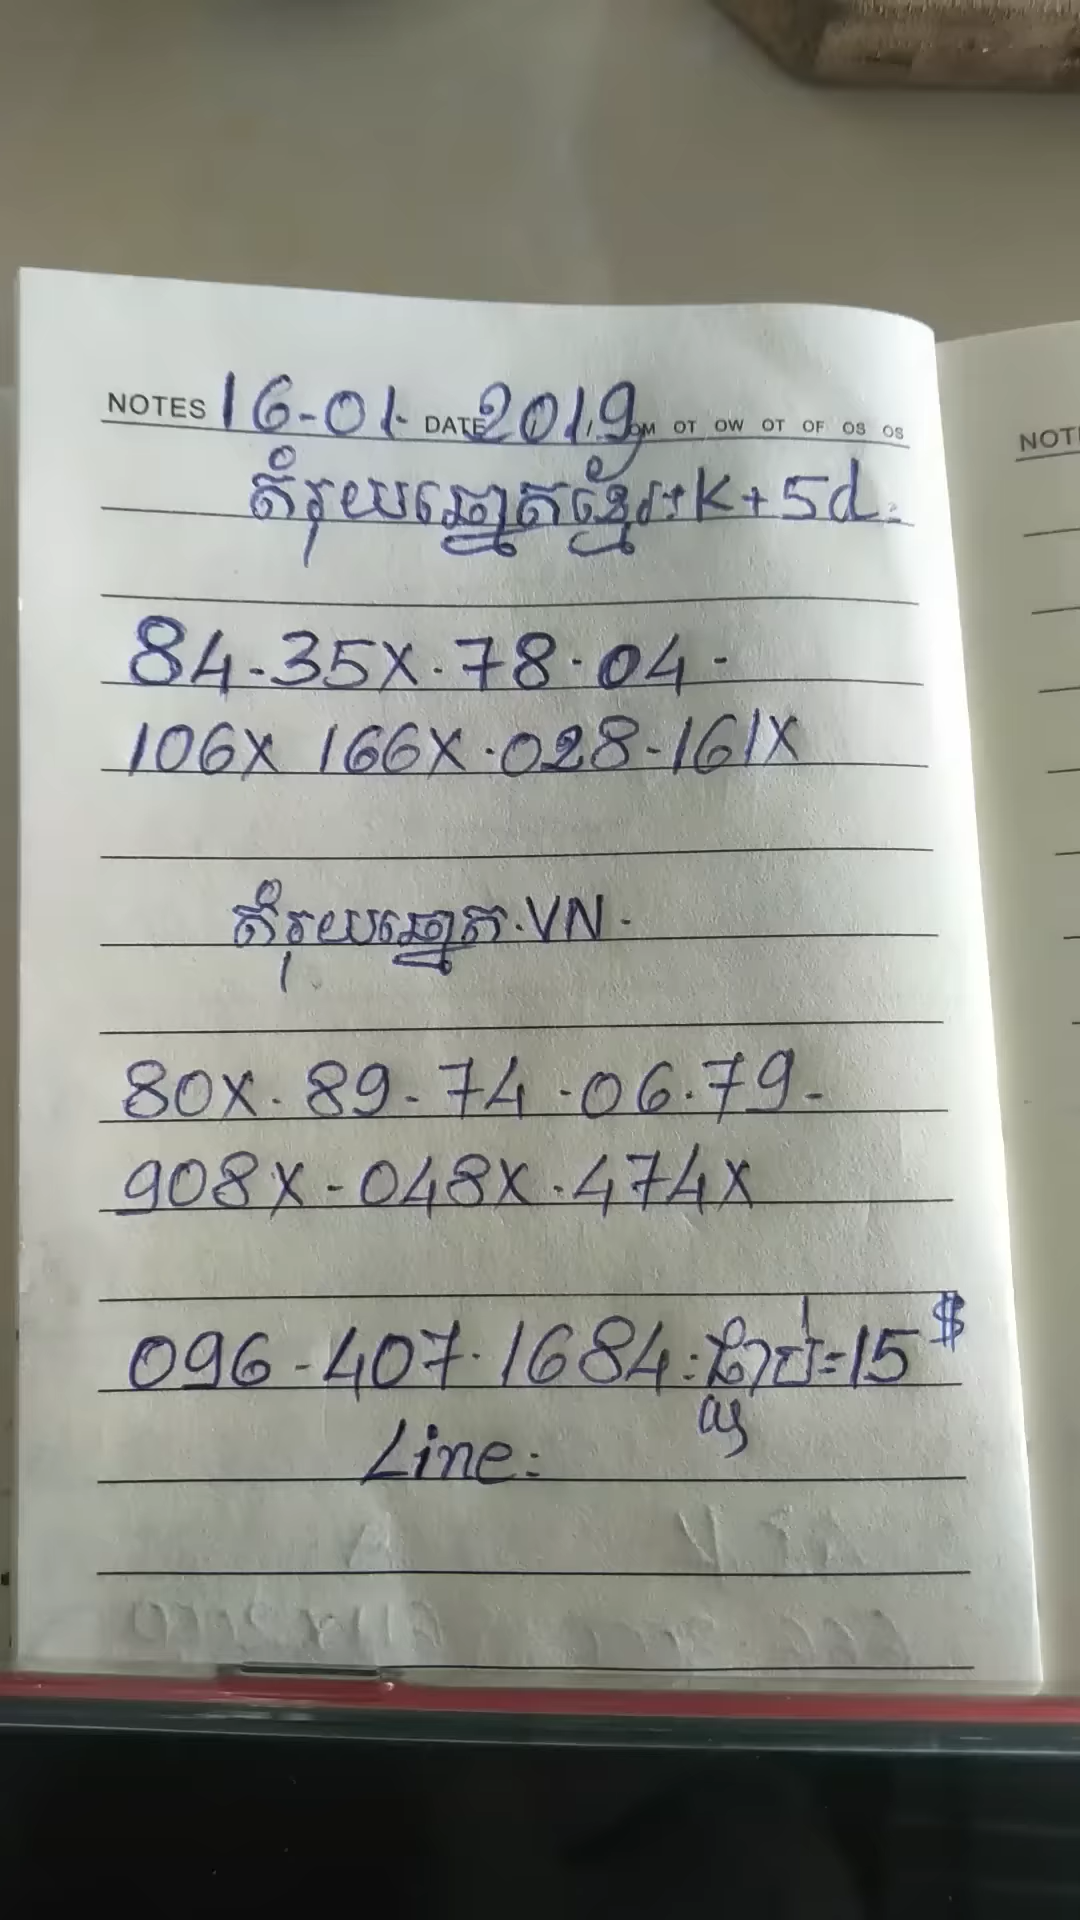 NOTES 16-01- DATE 2019 OM OT OW OT OF OS OS
តំរុយឆ្នោតខ្មែរ+K+5d-
84-35X.78.04-
106X 166X.028-161X
តំរុយឆ្នោត.VN-
80X.89-74.06.79-
908X-048X.474X
096-407.1684: =15$
Line: